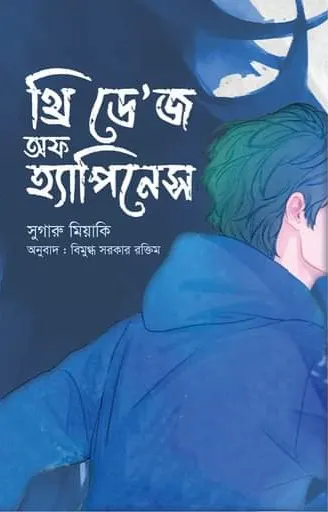 থ্রি ডে'জ
অফ
হ্যাপিনেস
সুগারু মিয়াকি
অনুবাদ : বিমুগ্ধ সরকার রক্তিম